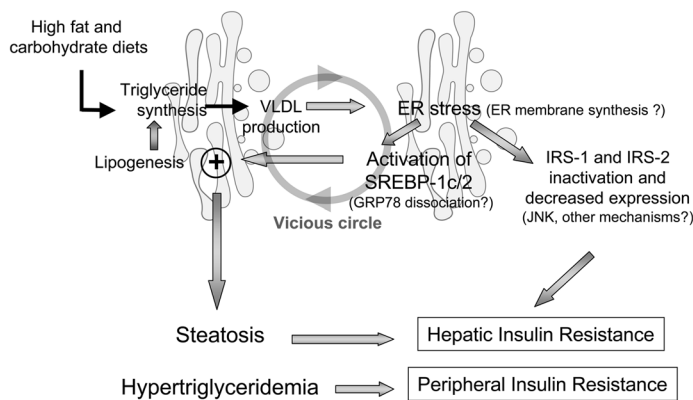 High fat and
carbohydrate diets
Triglyceride
synthesis
VLDL
production
ER stress (ER membrane synthesis ?)
Lipogenesis
+
Activation of
SREBP-1c/2
(GRP78 dissociation?)
IRS-1 and IRS-2
inactivation and
decreased expression
(JNK, other mechanisms?)
Vicious circle
Steatosis
Hepatic Insulin Resistance
Hypertriglyceridemia
Peripheral Insulin Resistance